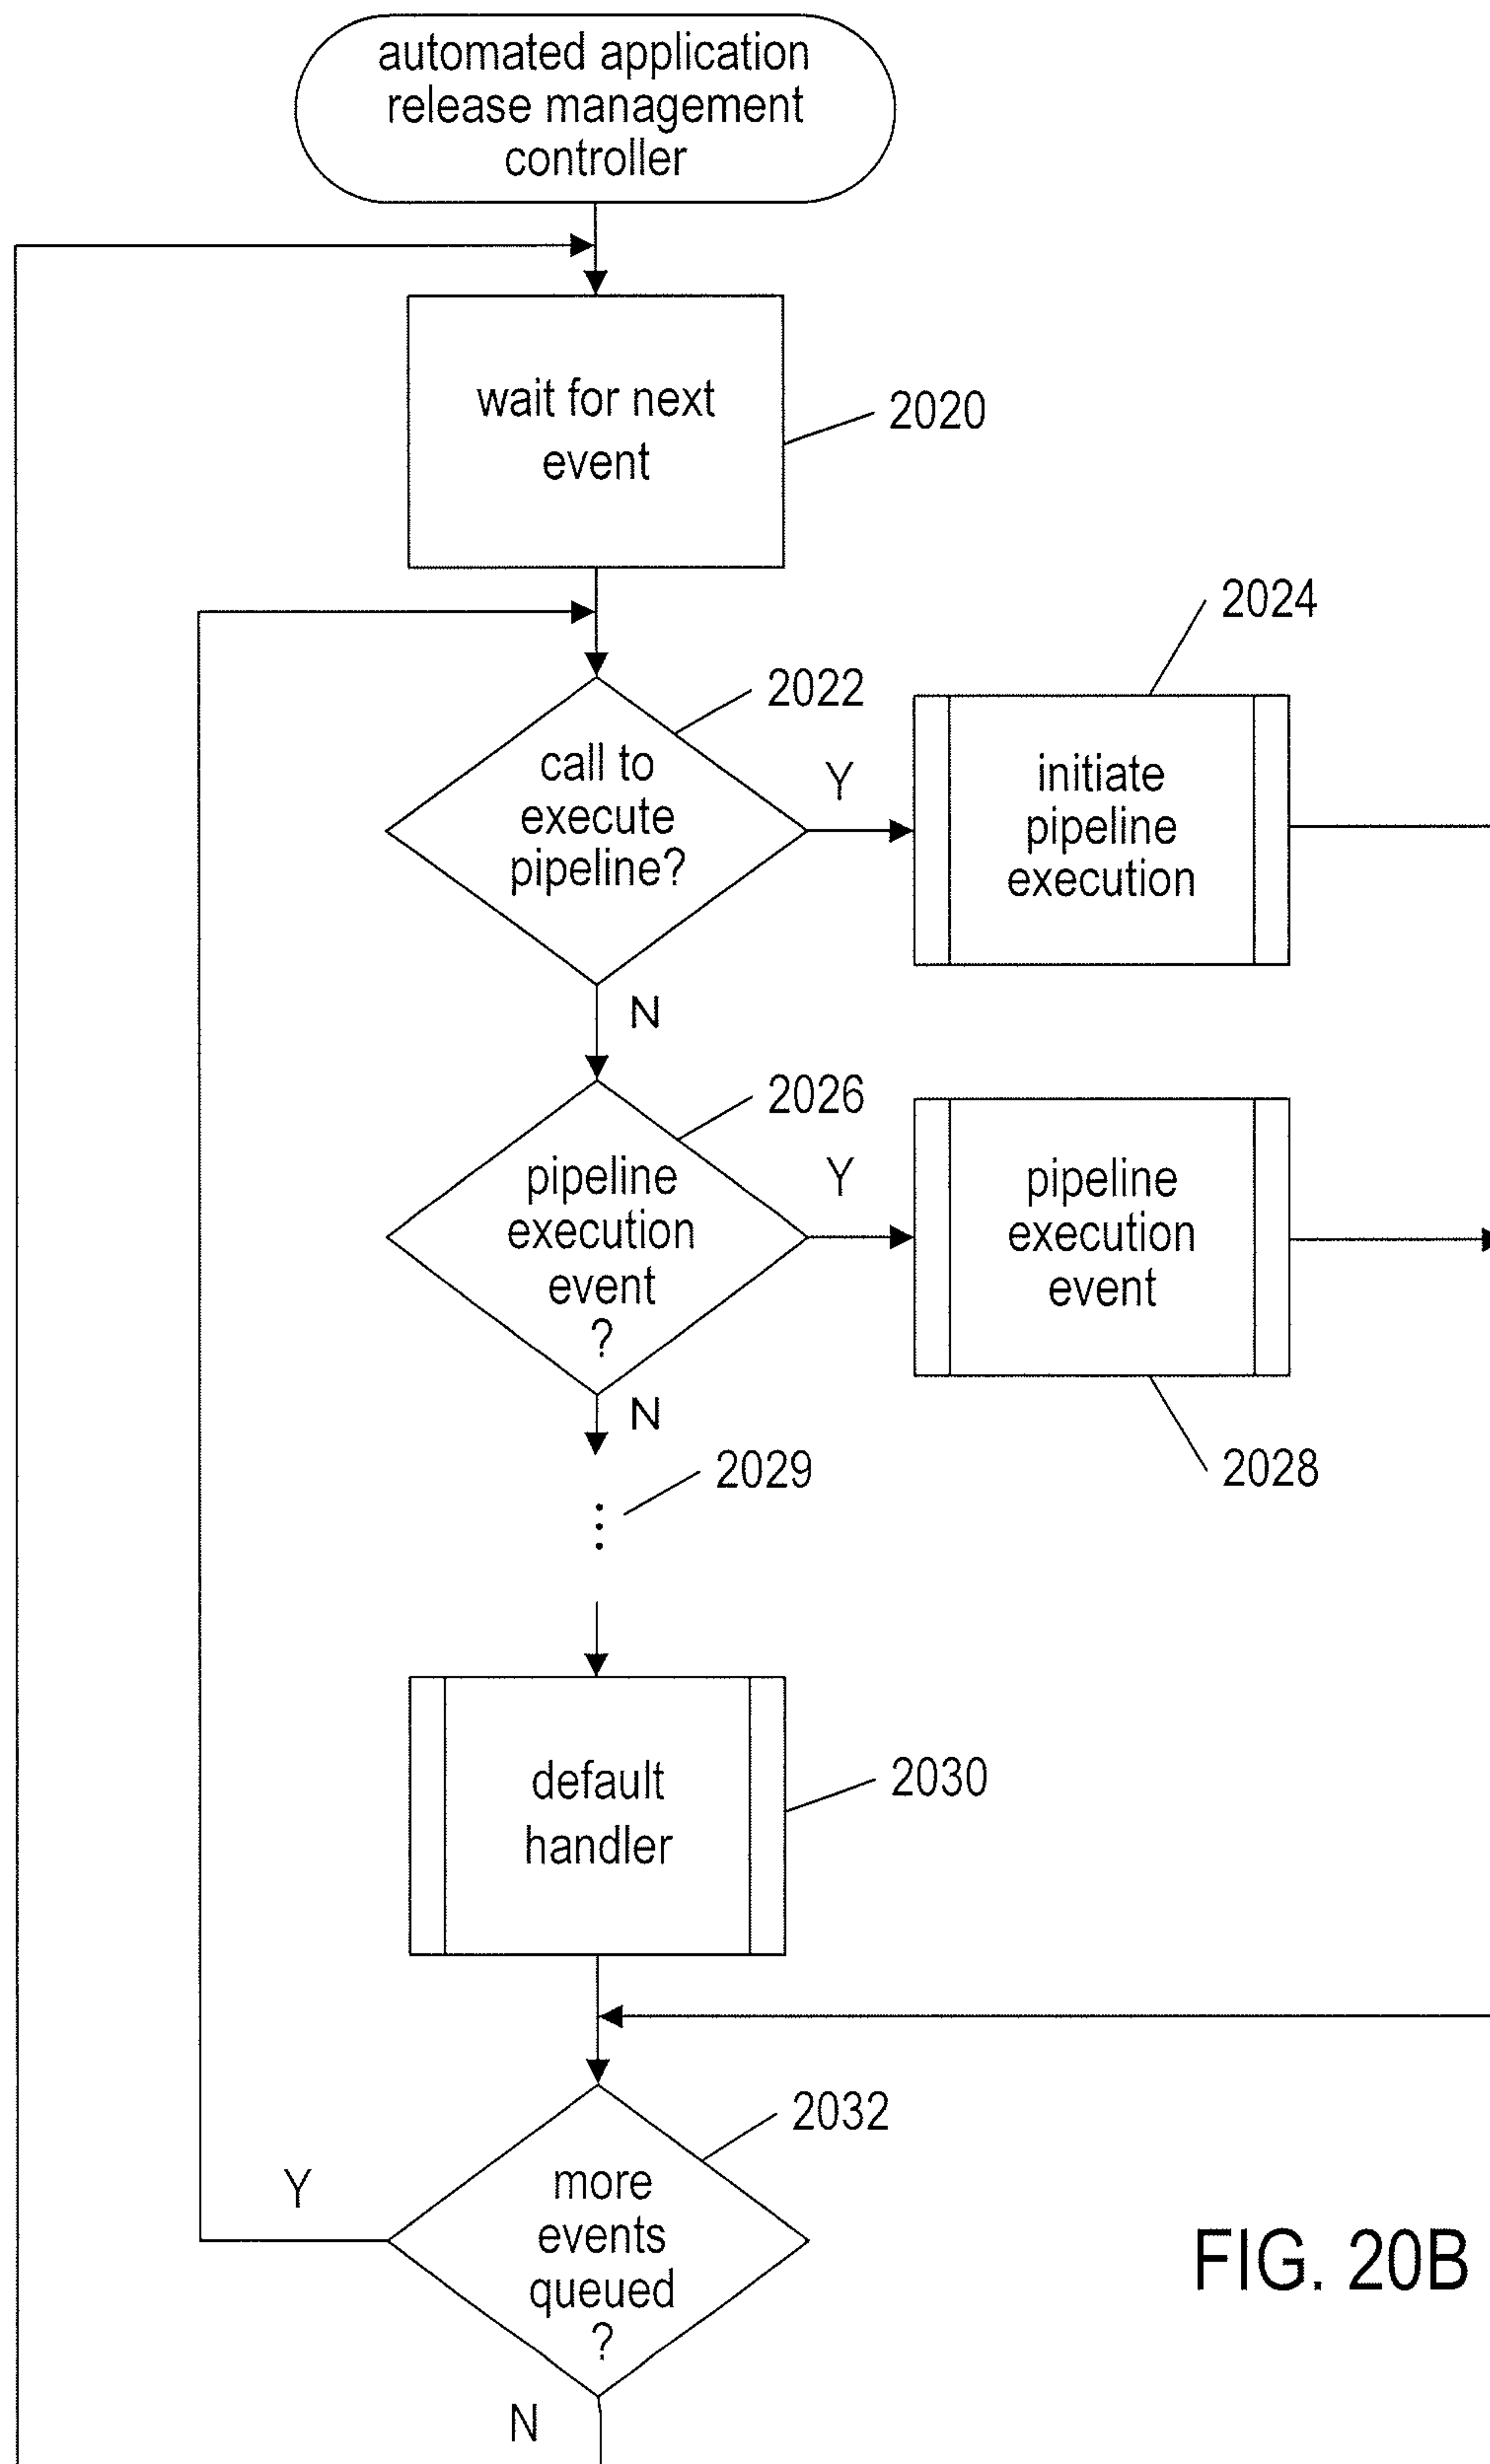 automated application
release management
controller
wait for next
event
2020
2024
2022
call to
execute
pipeline?
Y
initiate
pipeline
execution
N
2026
pipeline
execution
event
?
Y
pipeline
execution
event
N
2029
2028
default
handler
2030
2032
more
events
queued
?
Y
N
FIG. 20B